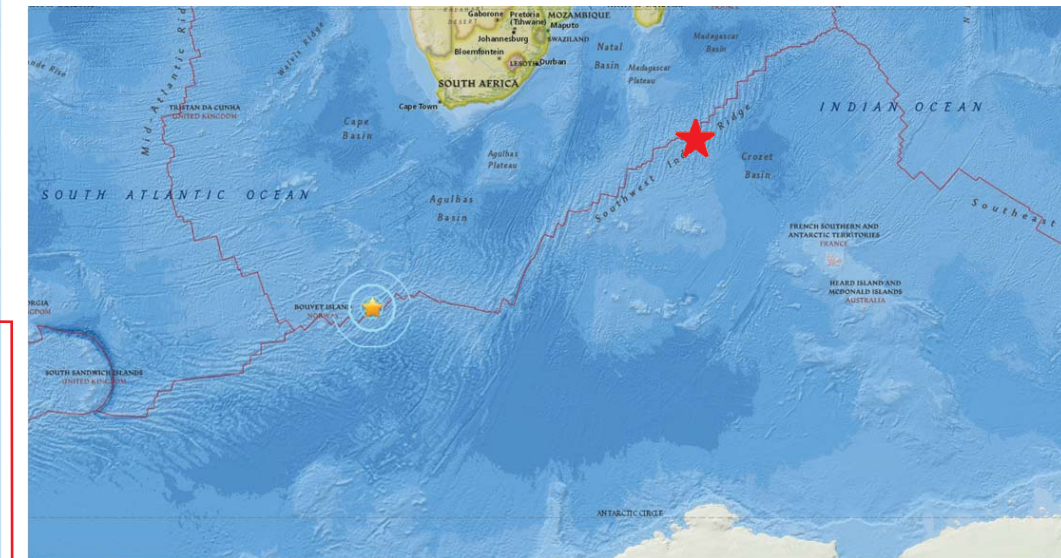 Gaborone
Pretoria
(Tshwane)
MOZAMBIQUE
Maputo
Johannesburg
SWAZILAND
Bloemfontein
LESOTHO
Durban
SOUTH AFRICA
Cape Town
Natal
Basin
Madagascar
Plateau
Madagascar
Basin
Walvis Ridge
Mid-Atlantic Rid
TRISTAN DA CUNHA
UNITED KINGDOM
Cape
Basin
Agulhas
Plateau
INDIAN OCEAN
Crozet
Basin
SOUTH ATLANTIC OCEAN
Agulhas
Basin
Southwest Ind
Ridge
Southeast
FRENCH SOUTHERN AND
ANTARCTIC TERRITORIES
FRANCE
HEARD ISLAND AND
MCDONALD ISLANDS
AUSTRALIA
BOUVET ISLAND
NORWAY
SOUTH SANDWICH ISLANDS
UNITED KINGDOM
ANTARCTIC CIRCLE